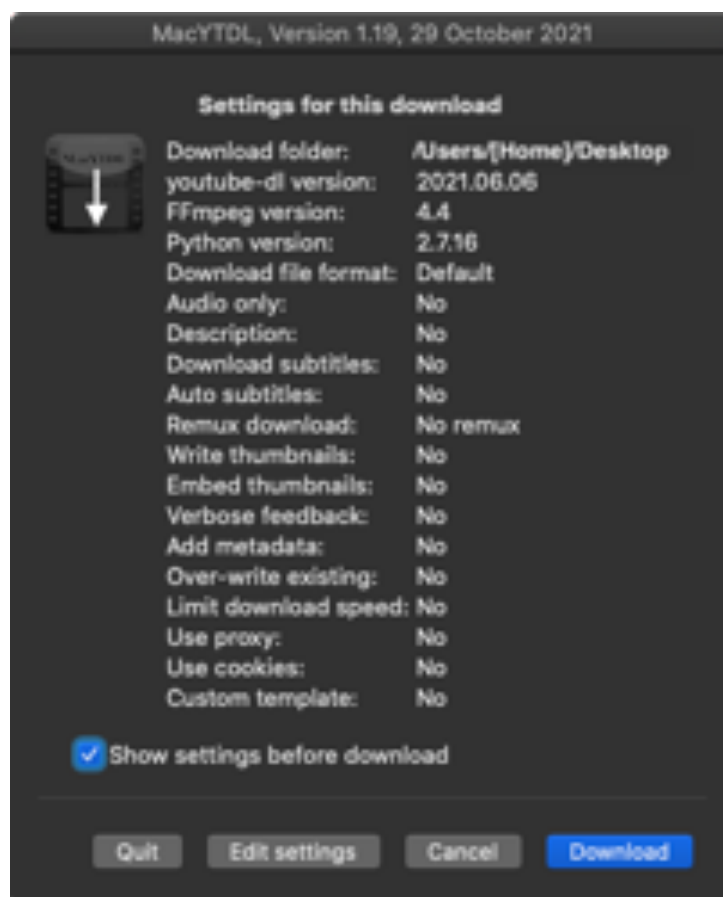 MacYTDL, Version 1.19, 29 October 2021
Settings for this download
MacYTDL
Download folder: /Users/[Home]/Desktop
youtube-dl version: 2021.06.06
FFmpeg version: 4.4
Python version: 2.7.16
Download file format: Default
Audio only: No
Description: No
Download subtitles: No
Auto subtitles: No
Remux download: No remux
Write thumbnails: No
Embed thumbnails: No
Verbose feedback: No
Add metadata: No
Over-write existing: No
Limit download speed: No
Use proxy: No
Use cookies: No
Custom template: No
Show settings before download
Quit Edit settings Cancel Download